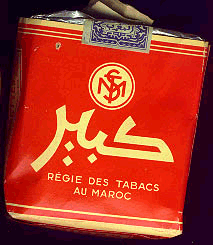 كبير
RÉGIE DES TABACS
AU MAROC